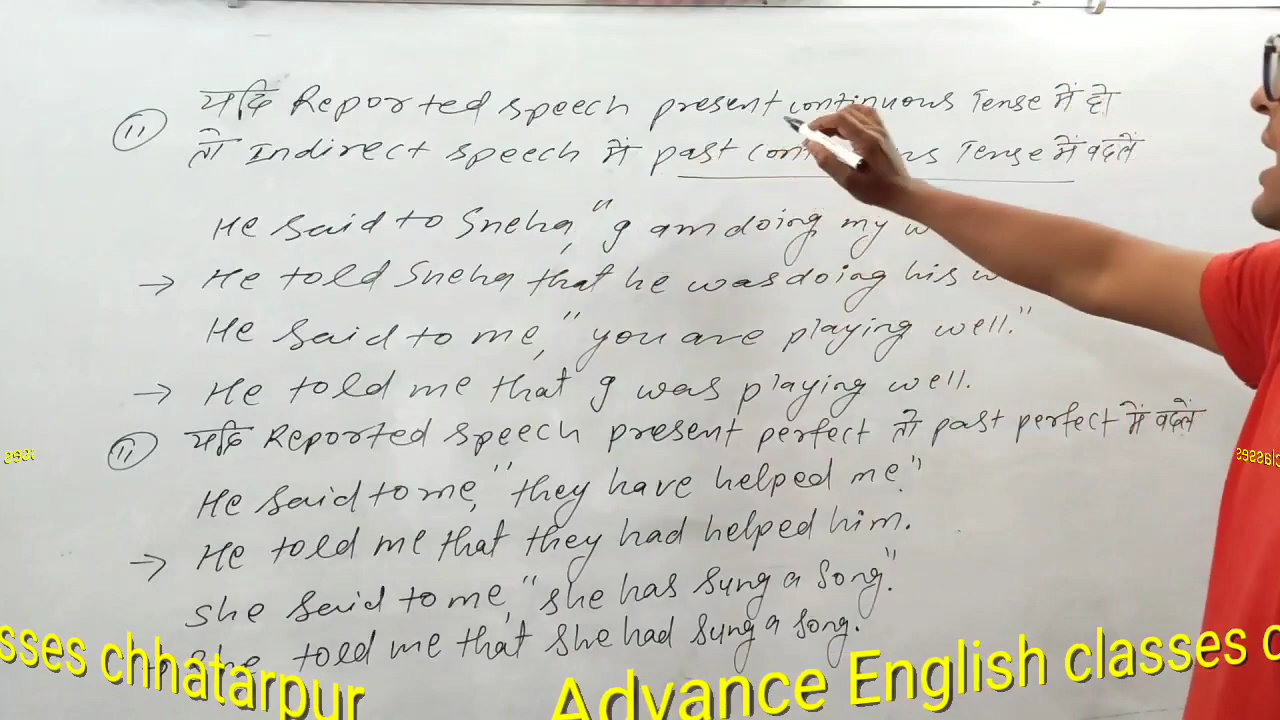 (ii) यदि Reported speech present continuous Tense में हो
तो Indirect speech में past Tense में बदलें
He said to Sneha, "I am doing my
→ He told Sneha that he was doing his
He said to me, "you are playing well."
→ He told me that I was playing well.
(ii) यदि Reported speech present perfect तो past perfect में बदलें
He said to me, "they have helped me."
→ He told me that they had helped him.
she said to me, "she has sung a song."
→ she told me that she had sung a song.
classes chhatarpur
Advance English classes c